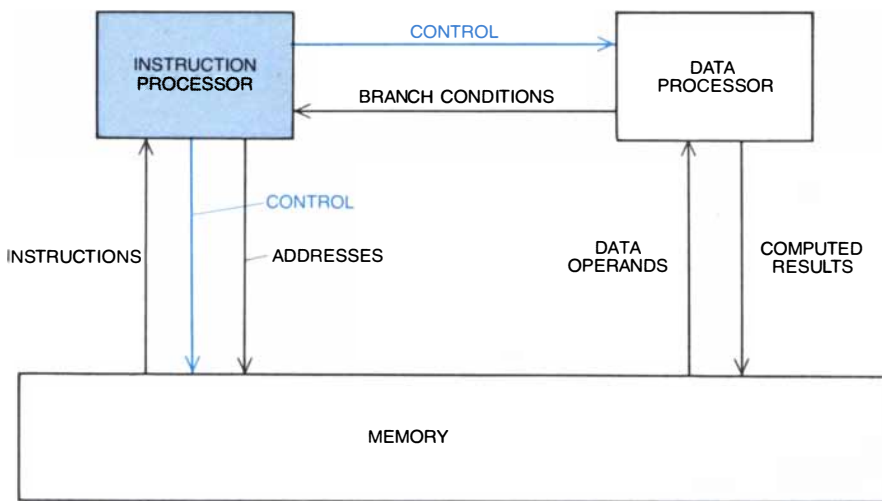 CONTROL
INSTRUCTION
PROCESSOR
DATA
PROCESSOR
BRANCH CONDITIONS
CONTROL
INSTRUCTIONS
ADDRESSES
DATA
OPERANDS
COMPUTED
RESULTS
MEMORY